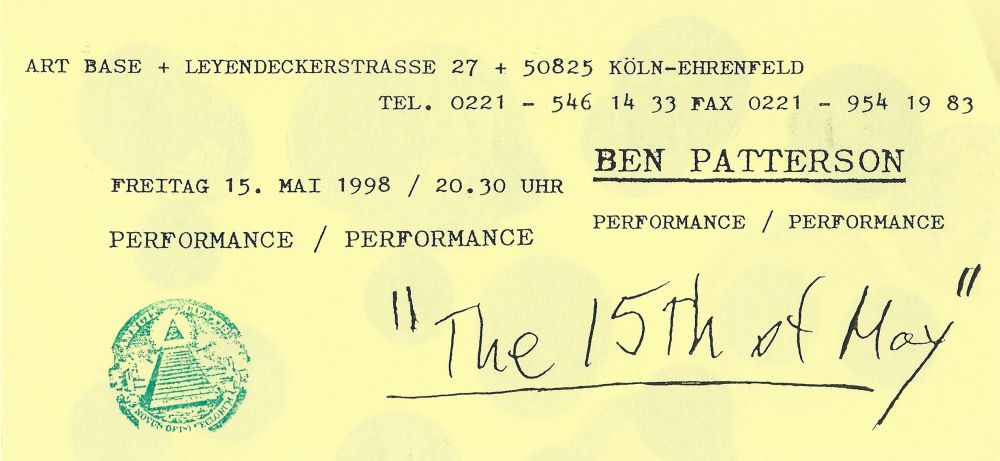 ART BASE + LEYENDECKERSTRASSE 27 + 50825 KÖLN-EHRENFELD
TEL. 0221 - 546 14 33 FAX 0221 - 954 19 83
BEN PATTERSON
FREITAG 15. MAI 1998 / 20.30 UHR
PERFORMANCE / PERFORMANCE
PERFORMANCE / PERFORMANCE
"The 15Th of May"
NOVUS ORDO SECLORUM